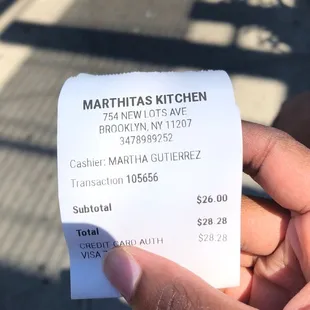 MARTHITAS KITCHEN
754 NEW LOTS AVE
BROOKLYN, NY 11207
3478989252
Cashier: MARTHA GUTIERREZ
Transaction 105656
Subtotal $26.00
Total $28.28
CREDIT CARD AUTH $28.28
VISA